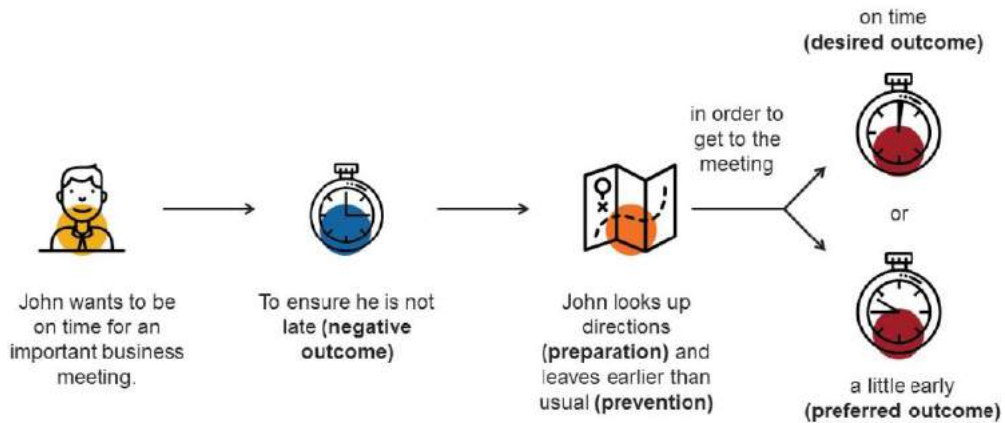 John wants to be
on time for an
important business
meeting.
To ensure he is not
late (negative
outcome)
John looks up
directions
(preparation) and
leaves earlier than
usual (prevention)
in order to
get to the
meeting
on time
(desired outcome)
or
a little early
(preferred outcome)